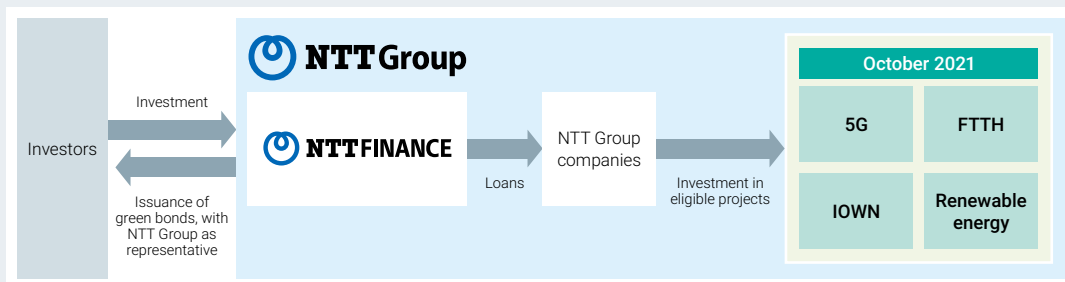 Investors
Investment
Issuance of
green bonds, with
NTT Group as
representative
NTT Group
NTT FINANCE
Loans
NTT Group
companies
Investment in
eligible projects
October 2021
5G
FTTH
IOWN
Renewable
energy